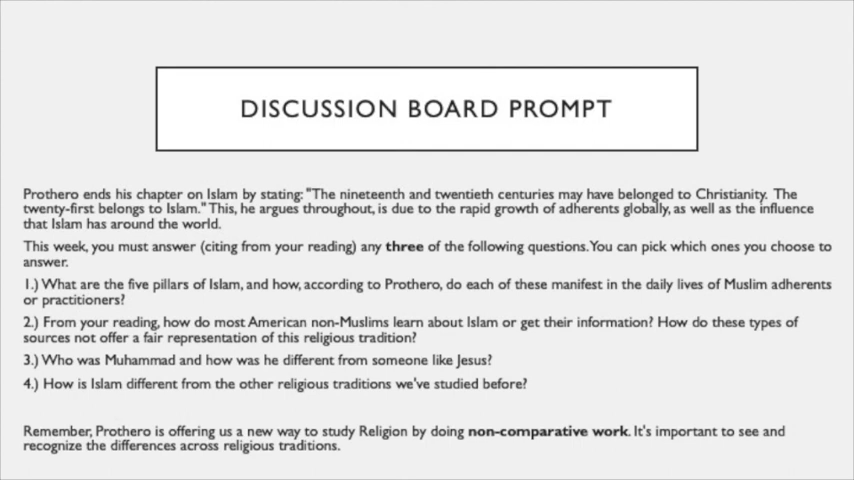 DISCUSSION BOARD PROMPT
Prothero ends his chapter on Islam by stating: "The nineteenth and twentieth centuries may have belonged to Christianity. The
twenty-first belongs to Islam." This, he argues throughout, is due to the rapid growth of adherents globally, as well as the influence
that Islam has around the world.
This week, you must answer (citing from your reading) any three of the following questions. You can pick which ones you choose to
answer.
1.) What are the five pillars of Islam, and how, according to Prothero, do each of these manifest in the daily lives of Muslim adherents
or practitioners?
2.) From your reading, how do most American non-Muslims learn about Islam or get their information? How do these types of
sources not offer a fair representation of this religious tradition?
3.) Who was Muhammad and how was he different from someone like Jesus?
4.) How is Islam different from the other religious traditions we've studied before?
Remember, Prothero is offering us a new way to study Religion by doing non-comparative work. It's important to see and
recognize the differences across religious traditions.